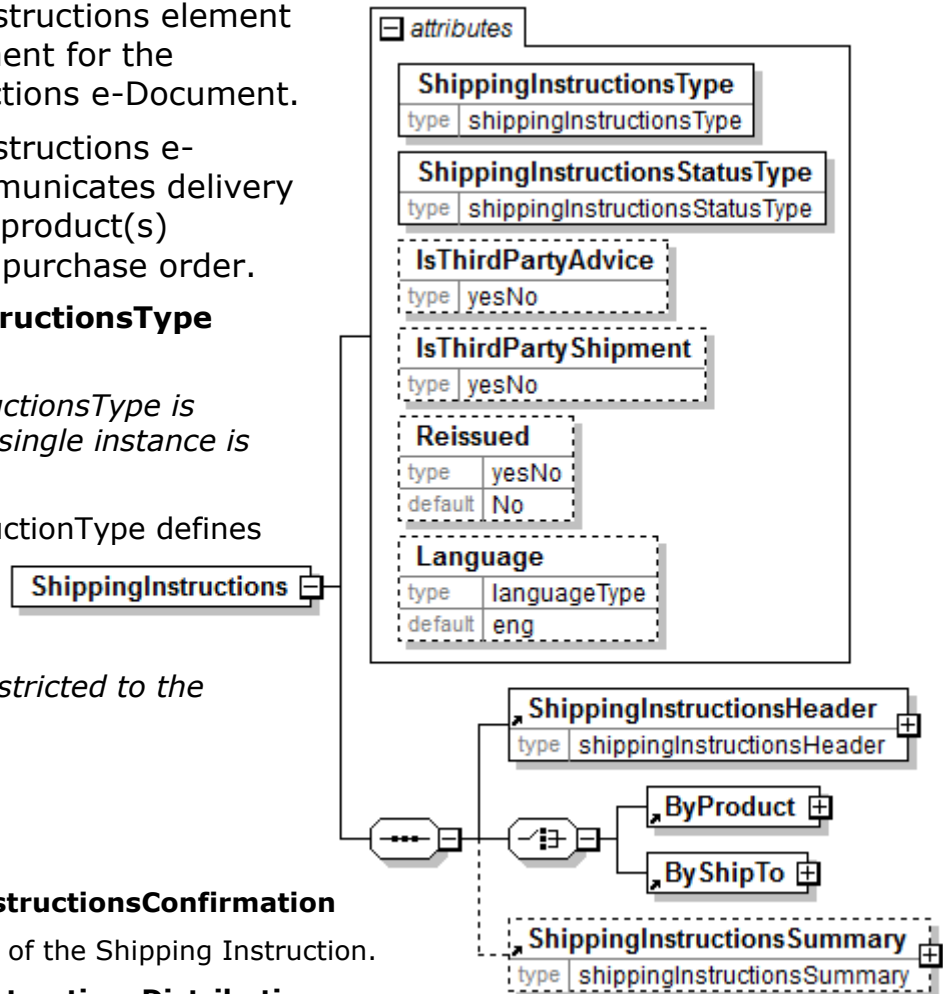 structions element
ment for the
ctions e-Document.
structions e-
municates delivery
product(s)
purchase order.
tructionsType
uctionsType is
single instance is
uctionType defines
stricted to the
structionsConfirmation
of the Shipping Instruction.
attributes
ShippingInstructionsType
type shippingInstructionsType
ShippingInstructionsStatusType
type shippingInstructionsStatusType
IsThirdPartyAdvice
type yesNo
IsThirdPartyShipment
type yesNo
Reissued
type yesNo
default No
Language
type languageType
default eng
ShippingInstructions
ShippingInstructionsHeader
type shippingInstructionsHeader
ByProduct
ByShipTo
ShippingInstructionsSummary
type shippingInstructionsSummary